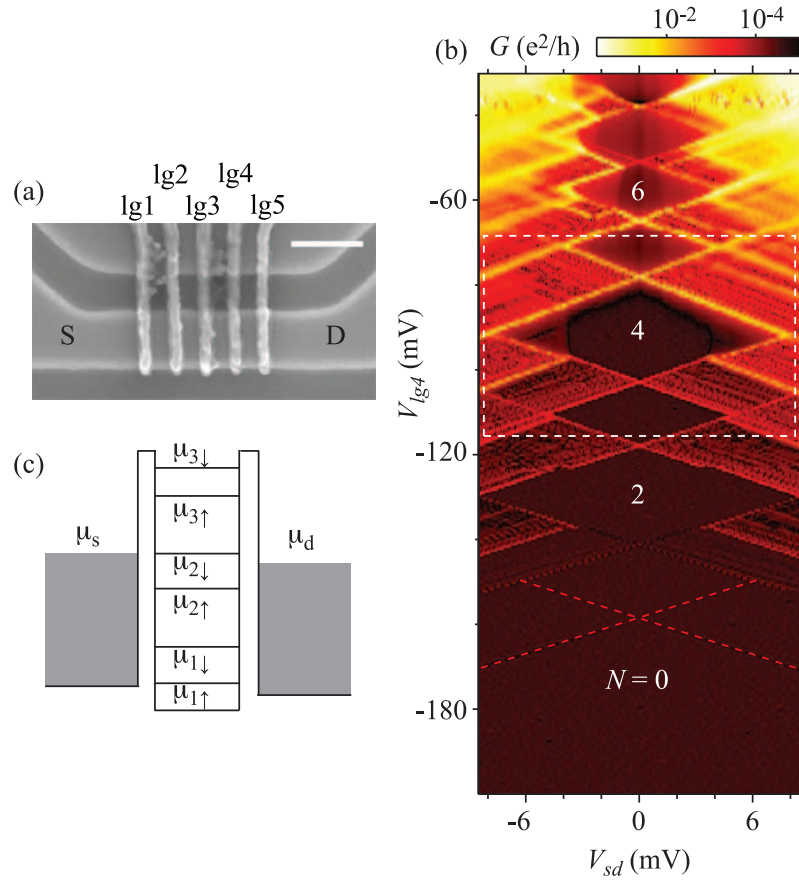 (a)
lg2 lg4
lg1 lg3 lg5
S D
(c)
μ3↓
μ3↑
μs μd
μ2↓
μ2↑
μ1↓
μ1↑
(b)
G (e²/h) 10⁻² 10⁻⁴
-60
-120
-180
Vlg4 (mV)
6
4
2
N = 0
-6 0 6
Vsd (mV)